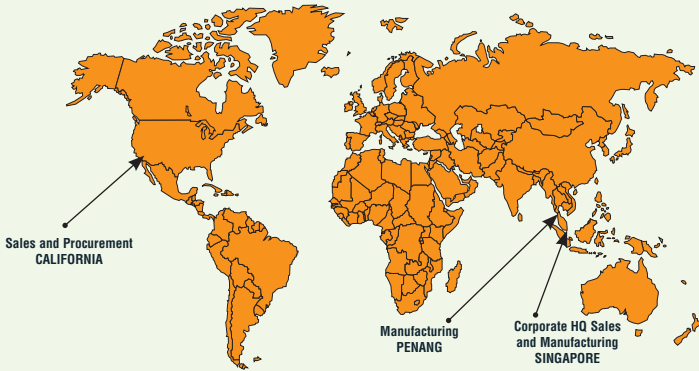 Sales and Procurement
CALIFORNIA
Manufacturing
PENANG
Corporate HQ Sales
and Manufacturing
SINGAPORE